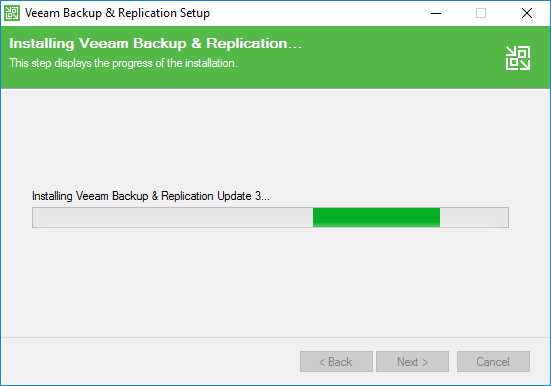 Veeam Backup & Replication Setup
Installing Veeam Backup & Replication...
This step displays the progress of the installation.
Installing Veeam Backup & Replication Update 3...
< Back Next > Cancel